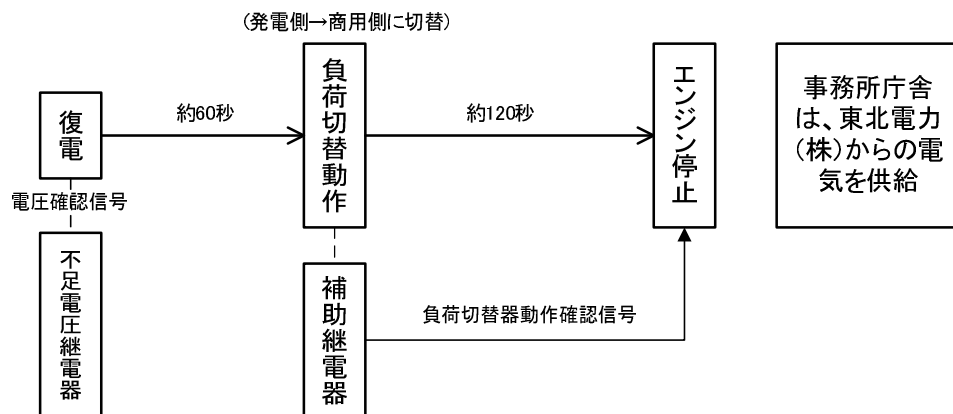 (発電側→商用側に切替)
復電
約60秒
負荷切替動作
約120秒
エンジン停止
事務所庁舎
は、東北電力
(株)からの電
気を供給
電圧確認信号
不足電圧継電器
補助継電器
負荷切替器動作確認信号